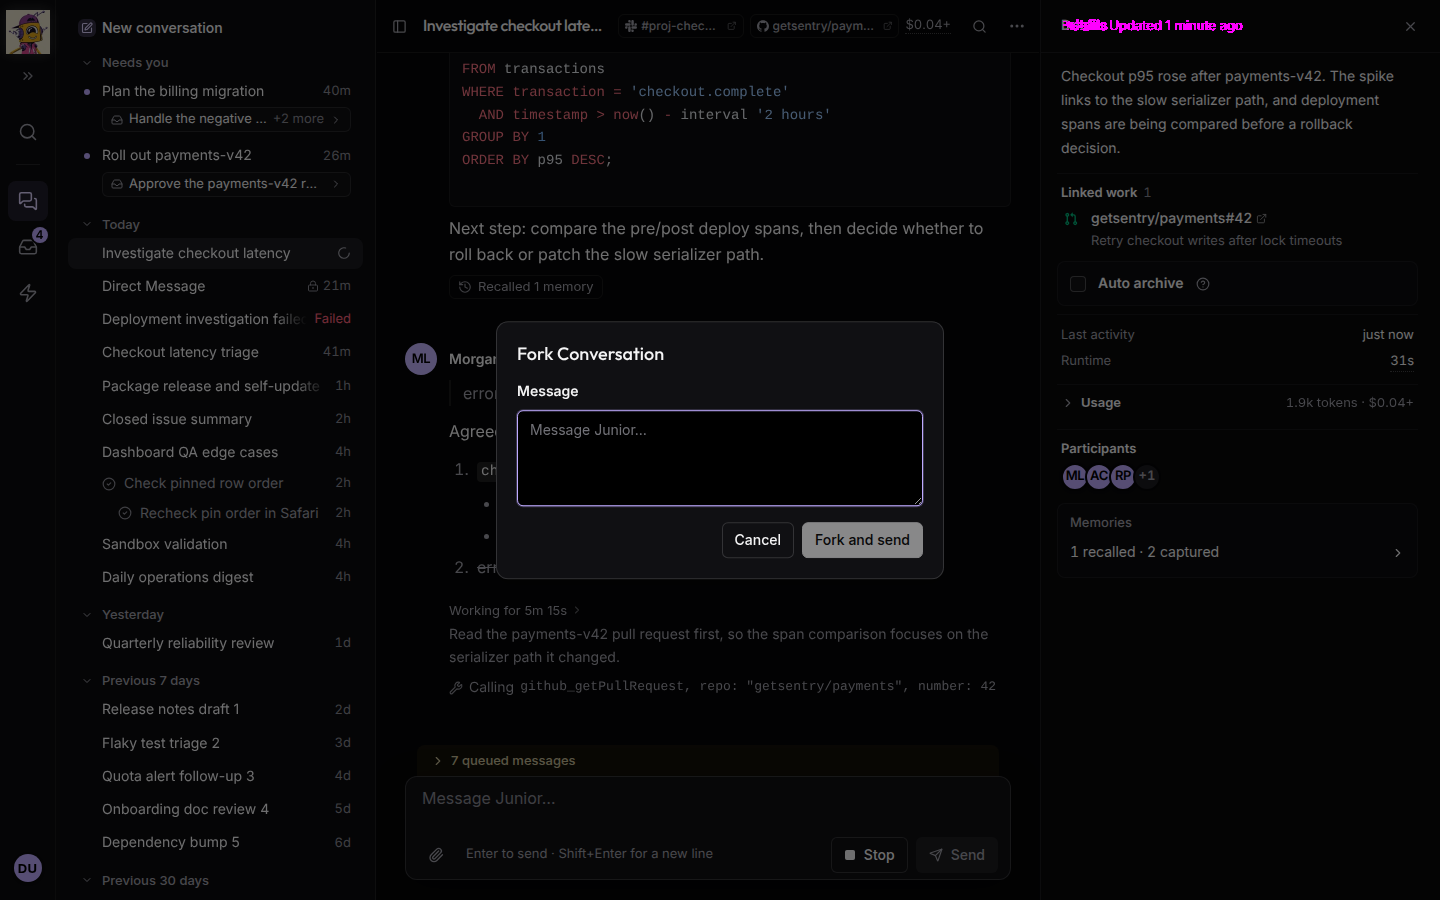 New conversation
Needs you
Plan the billing migration 40m
Handle the negative ... +2 more
Roll out payments-v42 26m
Approve the payments-v42 r...
Today
4
Investigate checkout latency
Direct Message 21m
Deployment investigation faile Failed
Checkout latency triage 41m
Package release and self-update 1h
Closed issue summary 2h
Dashboard QA edge cases 4h
Check pinned row order 2h
Recheck pin order in Safari 2h
Sandbox validation 4h
Daily operations digest 4h
Yesterday
Quarterly reliability review 1d
Previous 7 days
Release notes draft 1 2d
Flaky test triage 2 3d
Quota alert follow-up 3 4d
Onboarding doc review 4 5d
Dependency bump 5 6d
Previous 30 days
DU
Investigate checkout late... #proj-chec... getsentry/paym... $0.04+
FROM transactions
WHERE transaction = 'checkout.complete'
AND timestamp > now() - interval '2 hours'
GROUP BY 1
ORDER BY p95 DESC;
Next step: compare the pre/post deploy spans, then decide whether to
roll back or patch the slow serializer path.
Recalled 1 memory
ML Morgan
error
Agreed
1. ch
2. err
Fork Conversation
Message
Message Junior...
Cancel Fork and send
Working for 5m 15s
Read the payments-v42 pull request first, so the span comparison focuses on the
serializer path it changed.
Calling github_getPullRequest, repo: "getsentry/payments", number: 42
7 queued messages
Message Junior...
Enter to send · Shift+Enter for a new line Stop Send
Updated 1 minute ago
Checkout p95 rose after payments-v42. The spike
links to the slow serializer path, and deployment
spans are being compared before a rollback
decision.
Linked work 1
getsentry/payments#42
Retry checkout writes after lock timeouts
Auto archive
Last activity just now
Runtime 31s
Usage 1.9k tokens · $0.04+
Participants
ML AC RP +1
Memories
1 recalled · 2 captured